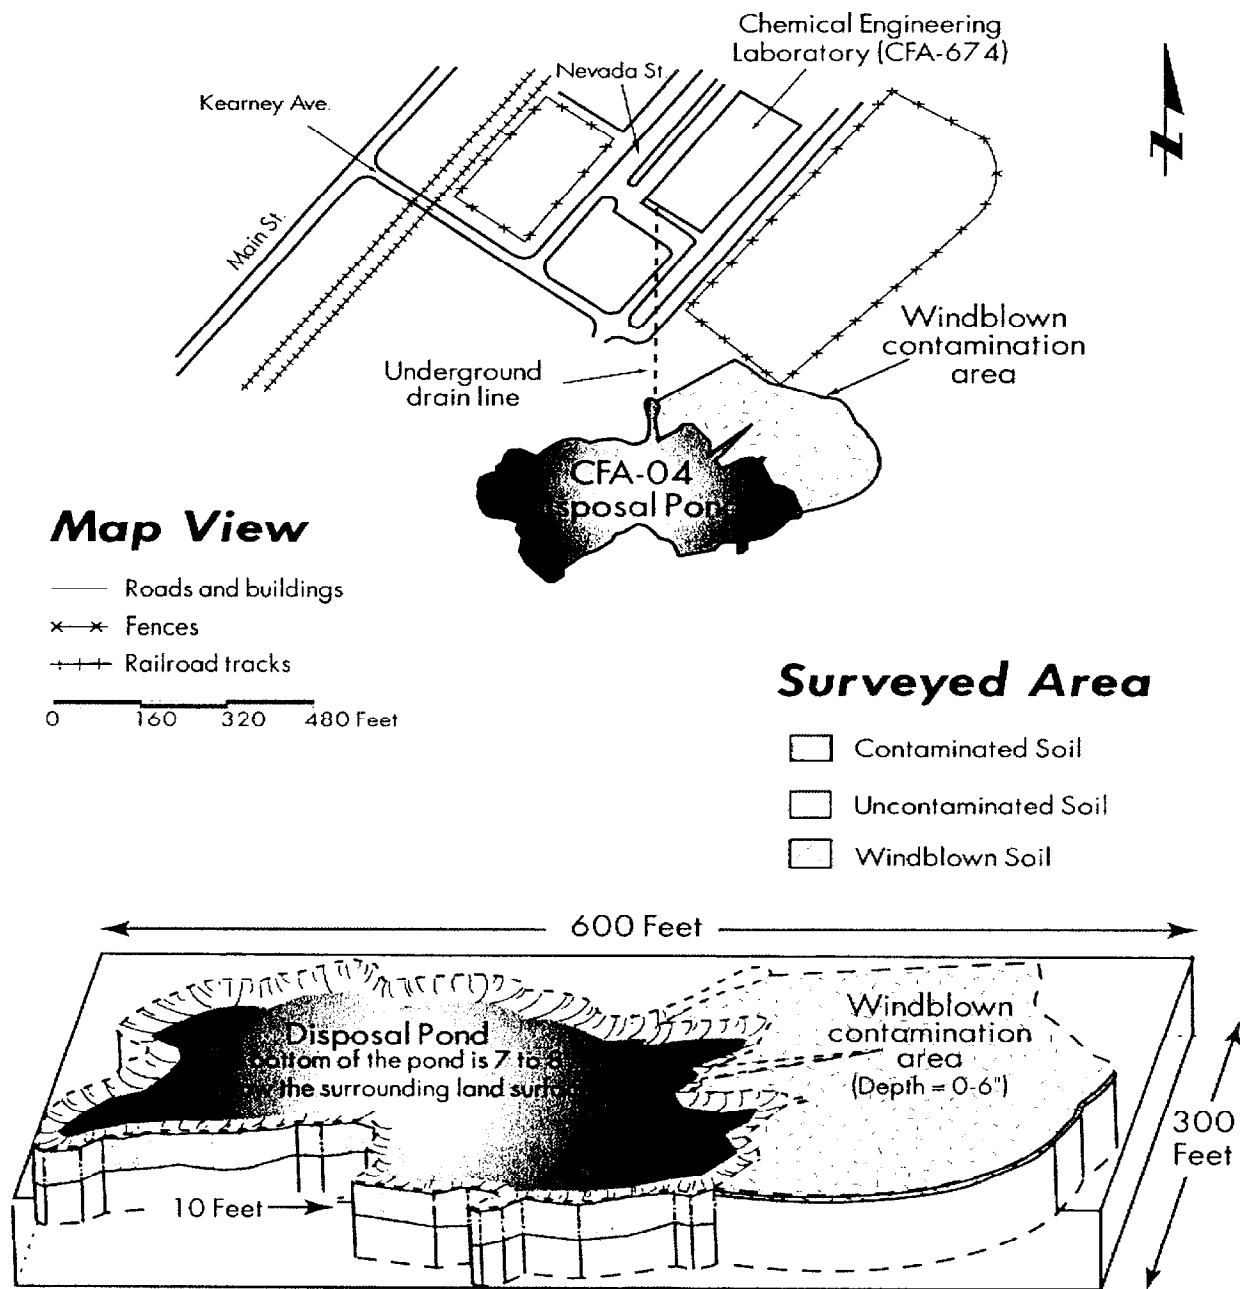 Chemical Engineering
Laboratory (CFA-674)
Nevada St.
Kearney Ave.
Main St.
Windblown
contamination
area
Underground
drain line
CFA-04
sposal Pon
Map View
Roads and buildings
Fences
Railroad tracks
0 160 320 480 Feet
Surveyed Area
Contaminated Soil
Uncontaminated Soil
Windblown Soil
600 Feet
Disposal Pond
bottom of the pond is 7 to 8
the surrounding land surf
Windblown
contamination
area
(Depth = 0-6")
300
Feet
10 Feet